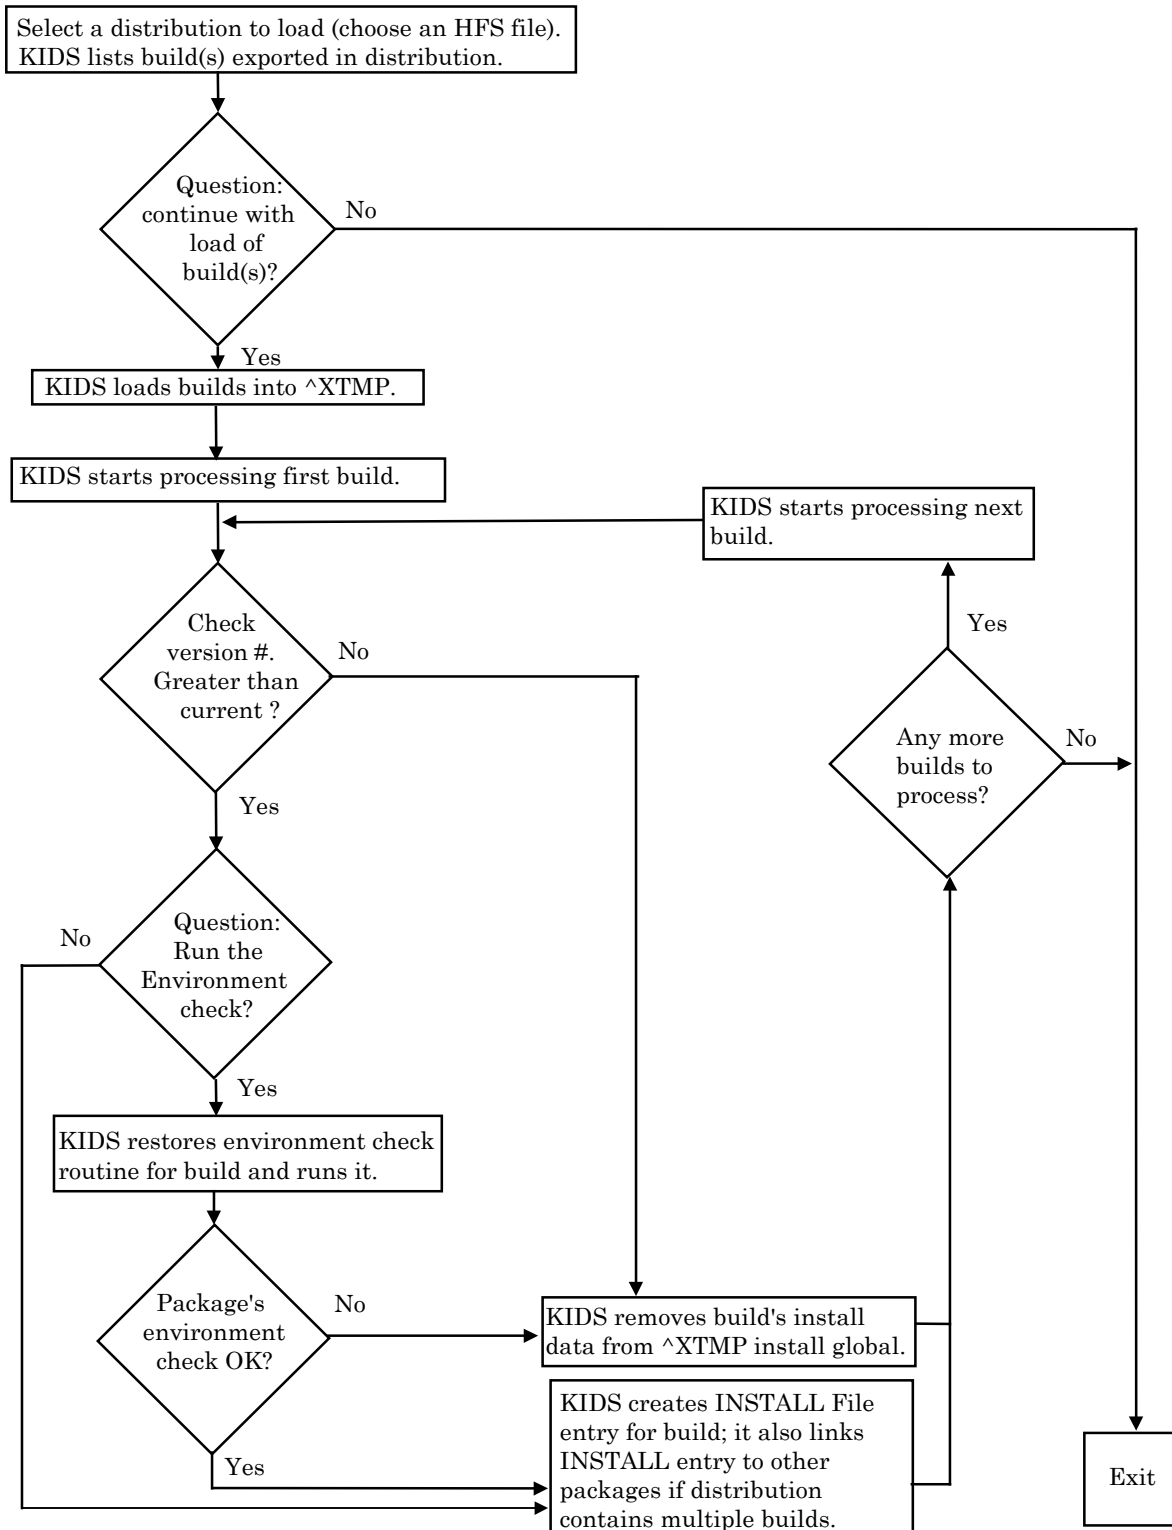 Select a distribution to load (choose an HFS file).
KIDS lists build(s) exported in distribution.
Question:
continue with
load of
build(s)?
No
Yes
KIDS loads builds into ^XTMP.
KIDS starts processing first build.
KIDS starts processing next
build.
Check
version #.
Greater than
current ?
No
Yes
Yes
Any more
builds to
process?
No
Question:
Run the
Environment
check?
No
Yes
KIDS restores environment check
routine for build and runs it.
Package's
environment
check OK?
No
Yes
KIDS removes build's install
data from ^XTMP install global.
KIDS creates INSTALL File
entry for build; it also links
INSTALL entry to other
packages if distribution
contains multiple builds.
Exit